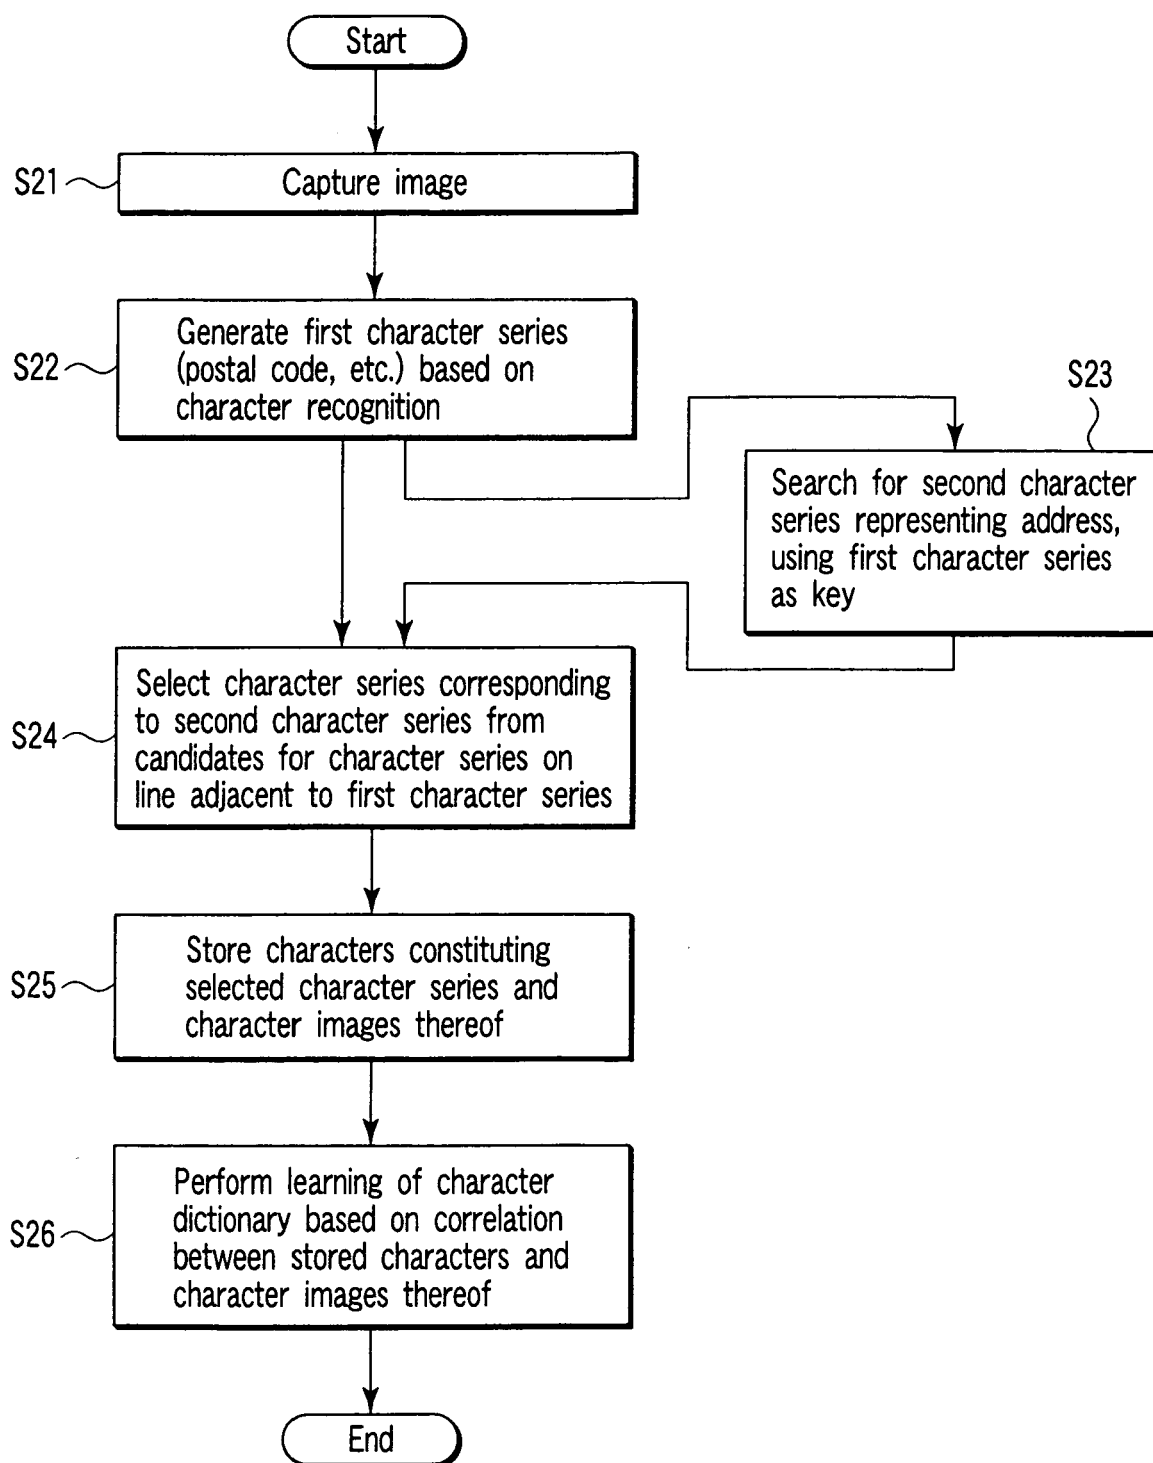 Start
S21
Capture image
S22
Generate first character series
(postal code, etc.) based on
character recognition
S23
Search for second character
series representing address,
using first character series
as key
S24
Select character series corresponding
to second character series from
candidates for character series on
line adjacent to first character series
S25
Store characters constituting
selected character series and
character images thereof
S26
Perform learning of character
dictionary based on correlation
between stored characters and
character images thereof
End